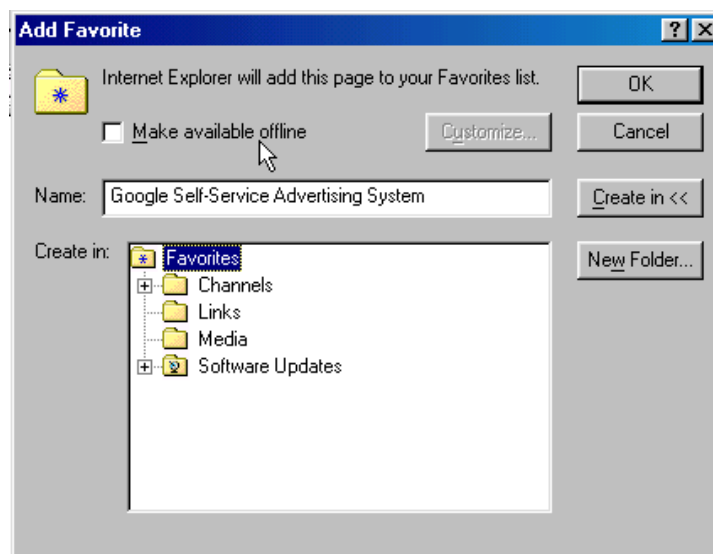 Add Favorite
Internet Explorer will add this page to your Favorites list.
OK
Make available offline
Customize...
Cancel
Name:
Google Self-Service Advertising System
Create in <<
Create in:
Favorites
New Folder...
Channels
Links
Media
Software Updates